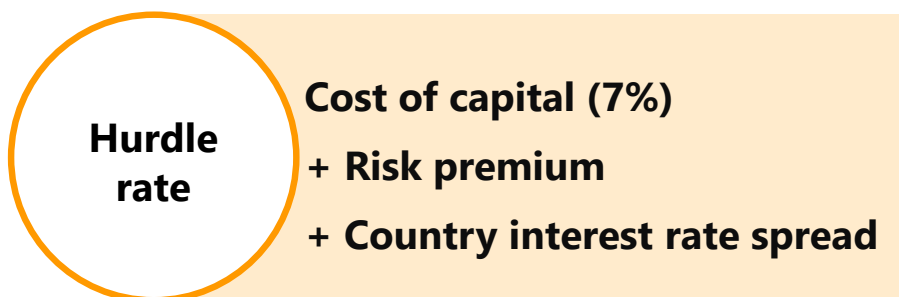 Hurdle
rate
Cost of capital (7%)
+ Risk premium
+ Country interest rate spread